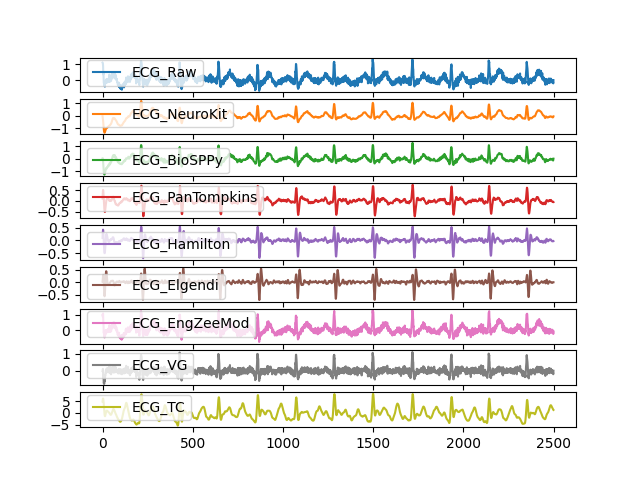 1
0
ECG_Raw
1
0
−1
ECG_NeuroKit
1
0
−1
ECG_BioSPPy
0.5
0.0
−0.5
ECG_PanTompkins
0.5
0.0
−0.5
ECG_Hamilton
0.5
0.0
−0.5
ECG_Elgendi
1
0
ECG_EngZeeMod
1
0
ECG_VG
5
0
−5
ECG_TC
0 500 1000 1500 2000 2500